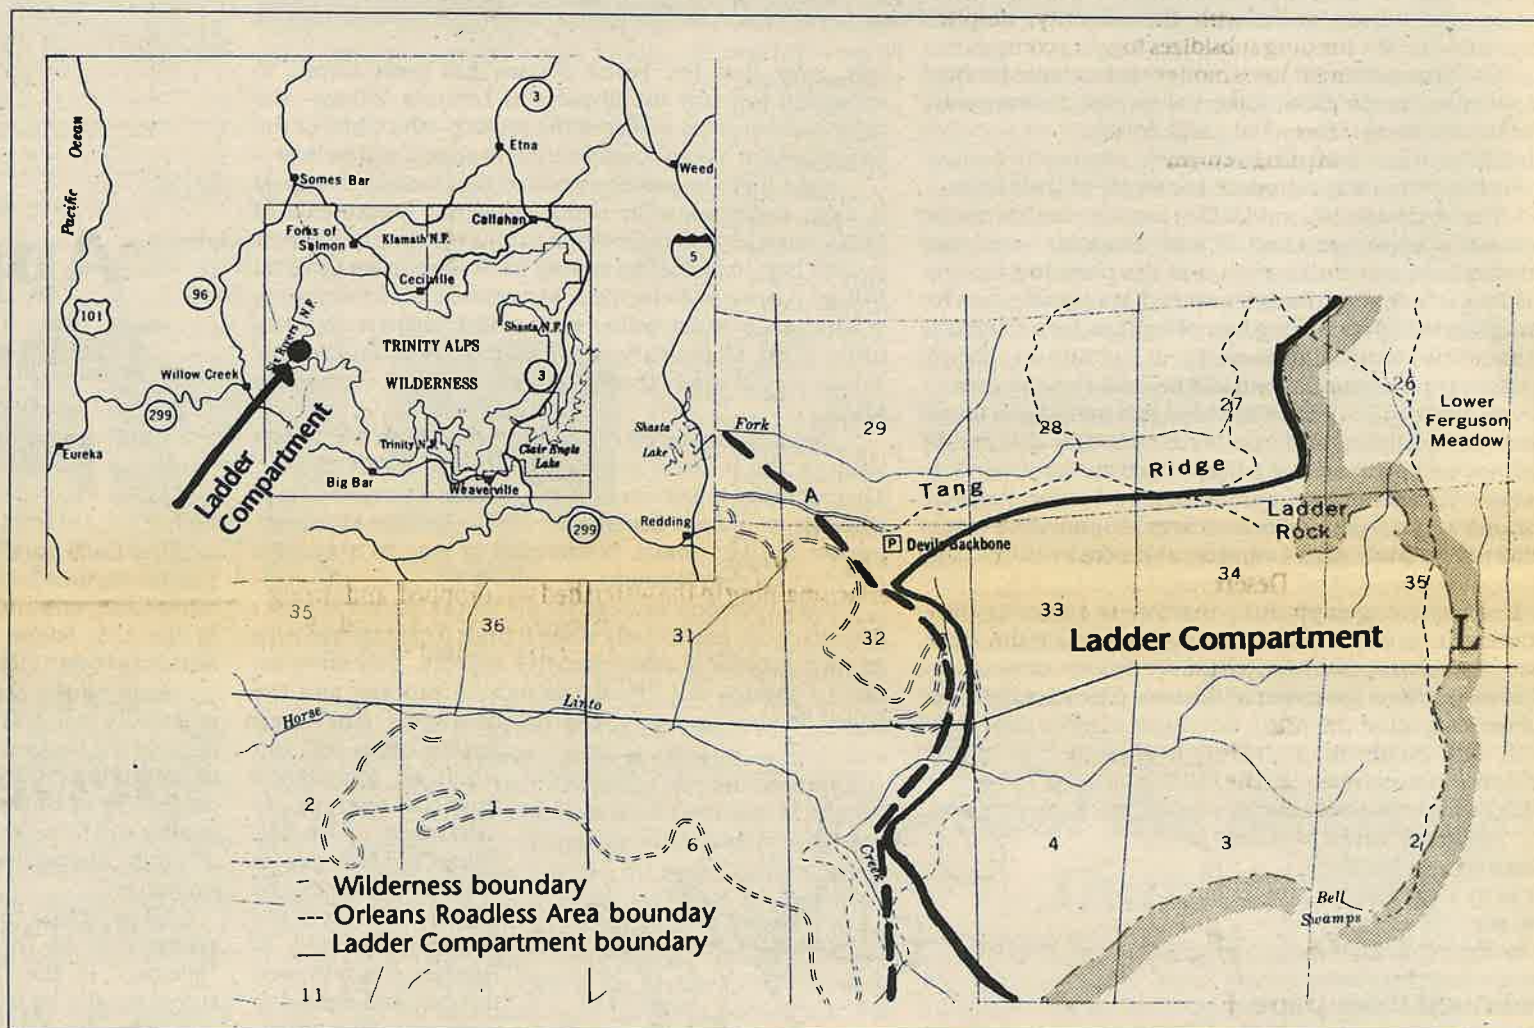 Pacific Ocean
3
Etna
Weed
Somes Bar
Callahan
Forks of
Salmon
Klamath N.F.
5
Cecilville
96
101
N.F.
Shasta N.F.
TRINITY ALPS
WILDERNESS
3
Willow Creek
299
Ladder
Compartment
Trinity N.F.
Shasta
Lake
Clair Engle
Lake
Eureka
Big Bar
Weaverville
299
Redding
26
27
28
29
Lower
Ferguson
Meadow
Fork
Tang Ridge
A
Ladder
Rock
P Devils Backbone
34
35
33
35
36
31
32
L
Ladder Compartment
Horse
Linto
2
1
6
4
3
2
Creek
Bell
Swamps
Wilderness boundary
--- Orleans Roadless Area bounday
Ladder Compartment boundary
11